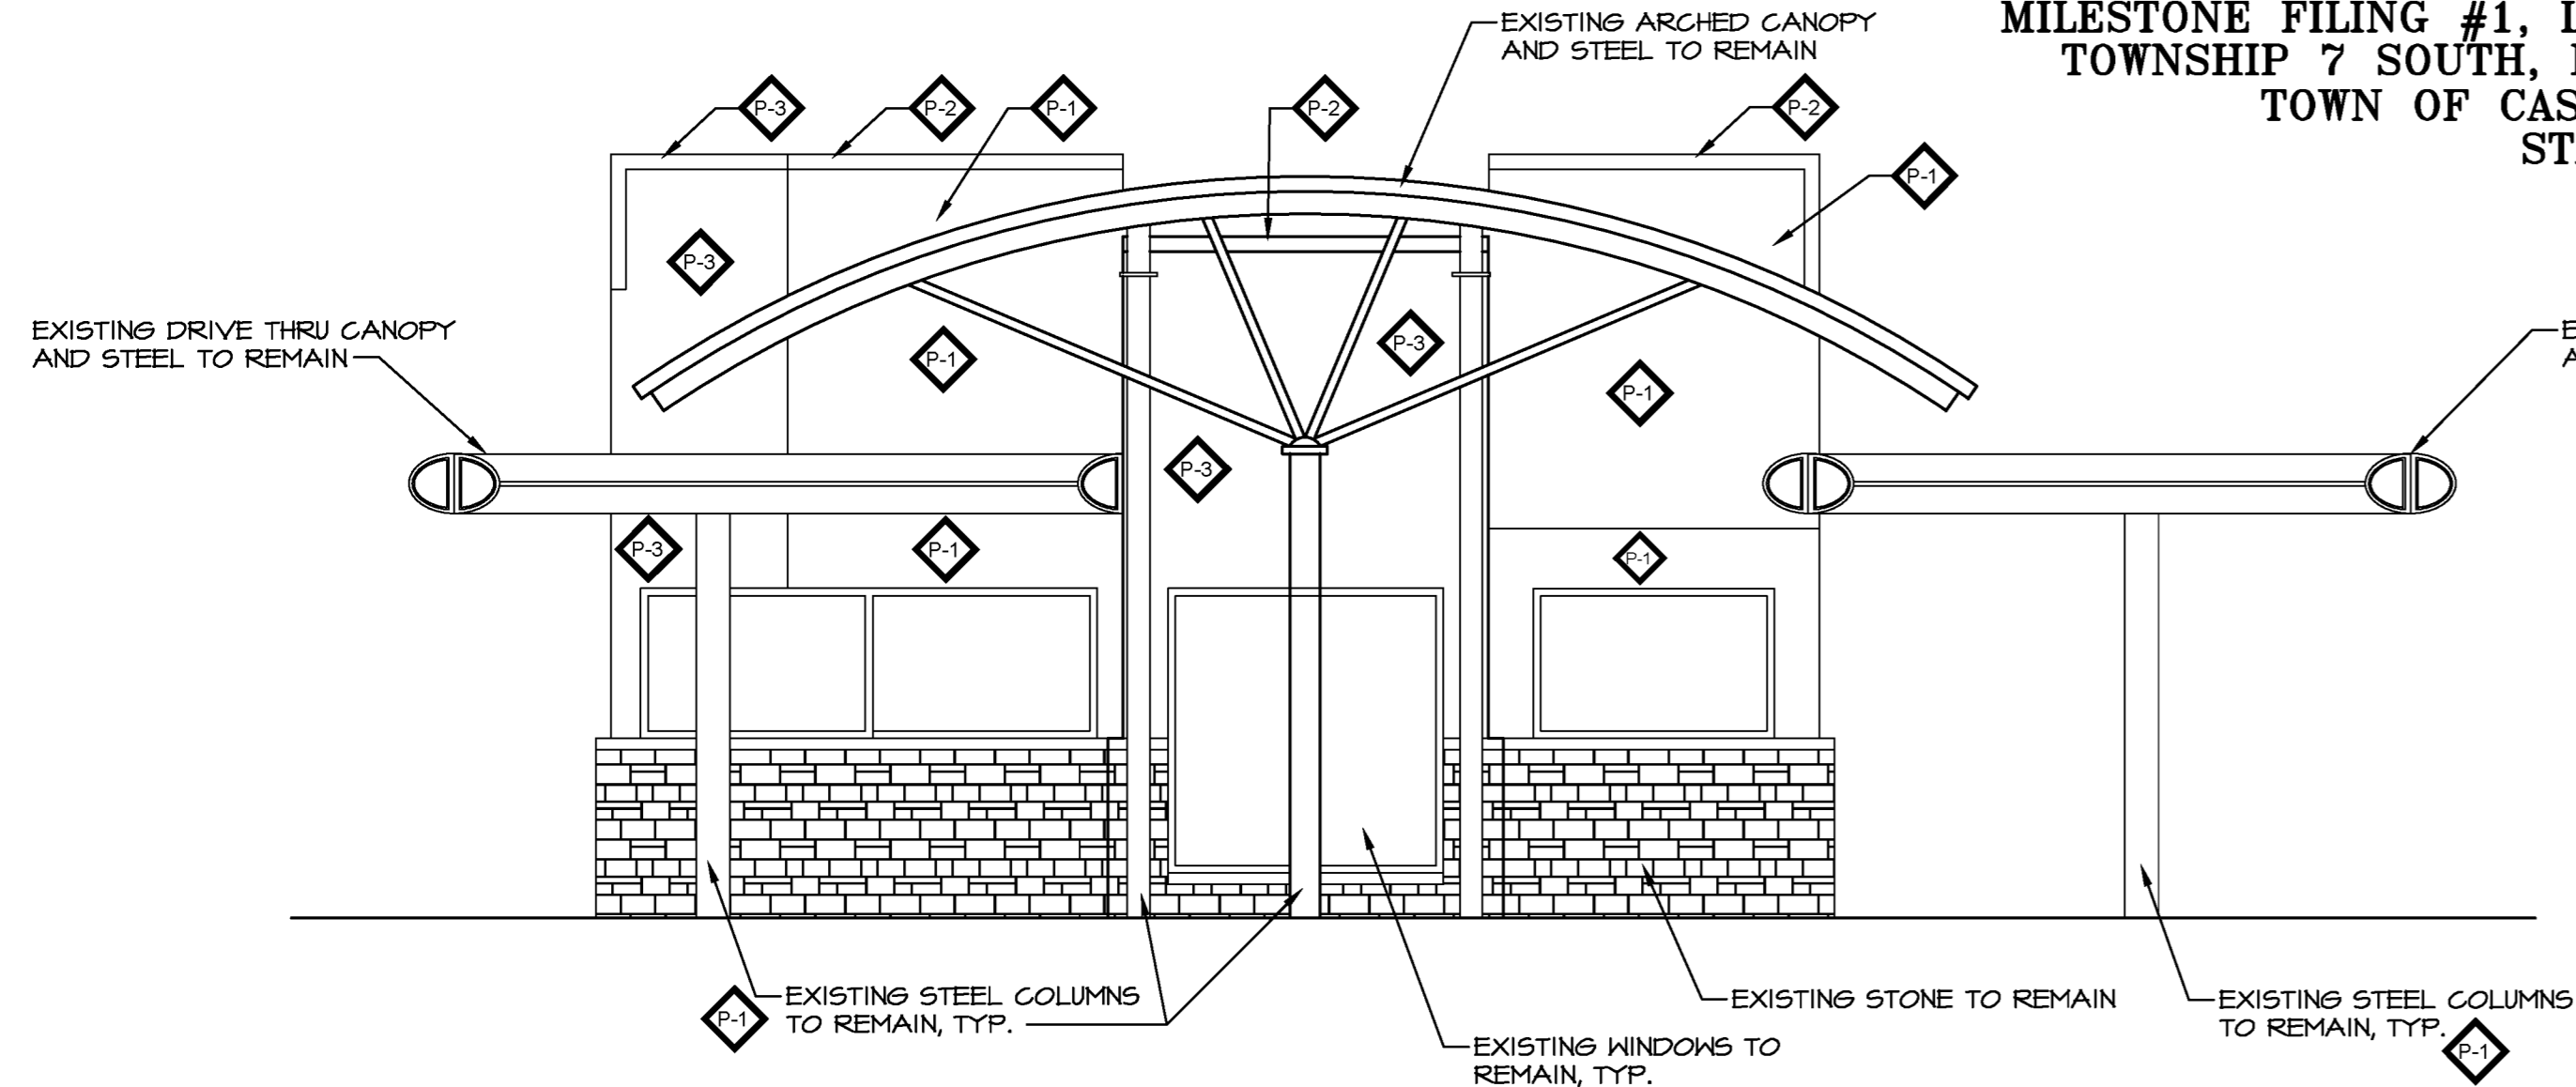 EXISTING ARCHED CANOPY
AND STEEL TO REMAIN
MILESTONE FILING #1,
TOWNSHIP 7 SOUTH,
TOWN OF CAS
ST
P-3
P-2
P-1
P-2
P-2
P-1
P-3
EXISTING DRIVE THRU CANOPY
AND STEEL TO REMAIN
P-1
P-3
P-1
E
A
P-3
P-3
P-1
P-1
EXISTING STEEL COLUMNS
TO REMAIN, TYP.
P-1
EXISTING WINDOWS TO
REMAIN, TYP.
EXISTING STONE TO REMAIN
EXISTING STEEL COLUMNS
TO REMAIN, TYP.
P-1